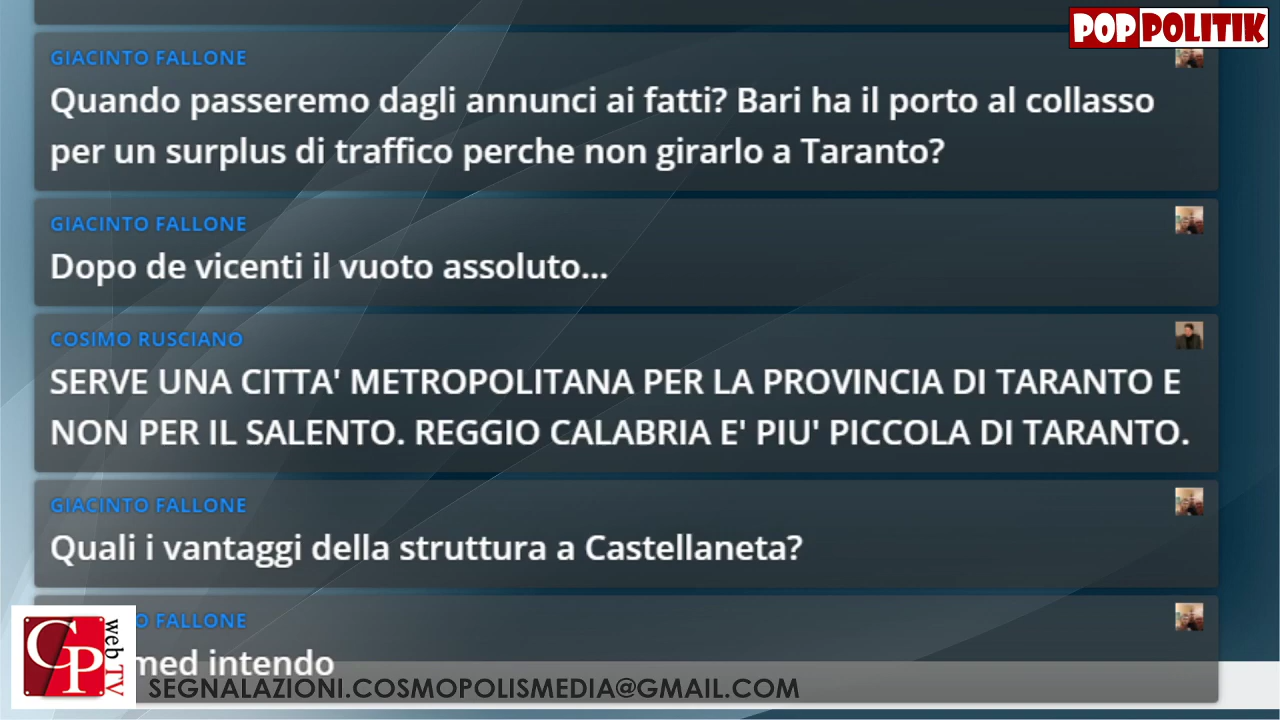 POPPOLITIK
GIACINTO FALLONE
Quando passeremo dagli annunci ai fatti? Bari ha il porto al collasso
per un surplus di traffico perche non girarlo a Taranto?
GIACINTO FALLONE
Dopo de vicenti il vuoto assoluto...
COSIMO RUSCIANO
SERVE UNA CITTA' METROPOLITANA PER LA PROVINCIA DI TARANTO E
NON PER IL SALENTO. REGGIO CALABRIA E' PIU' PICCOLA DI TARANTO.
GIACINTO FALLONE
Quali i vantaggi della struttura a Castellaneta?
FALLONE
intendo
CP web TV
SEGNALAZIONI.COSMOPOLISMEDIA@GMAIL.COM